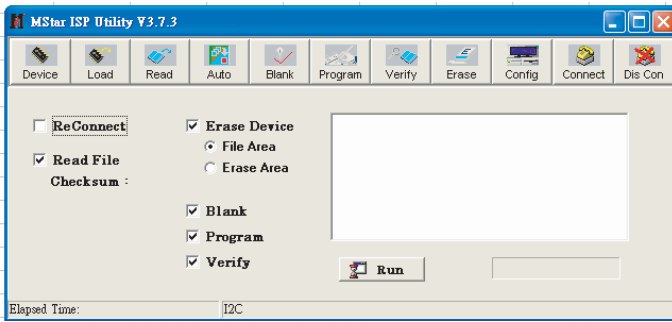 MStar ISP Utility V3.7.3
Device Load Read Auto Blank Program Verify Erase Config Connect Dis Con
ReConnect
Read File
Checksum :
Erase Device
File Area
Erase Area
Blank
Program
Verify
Run
Elapsed Time: I2C